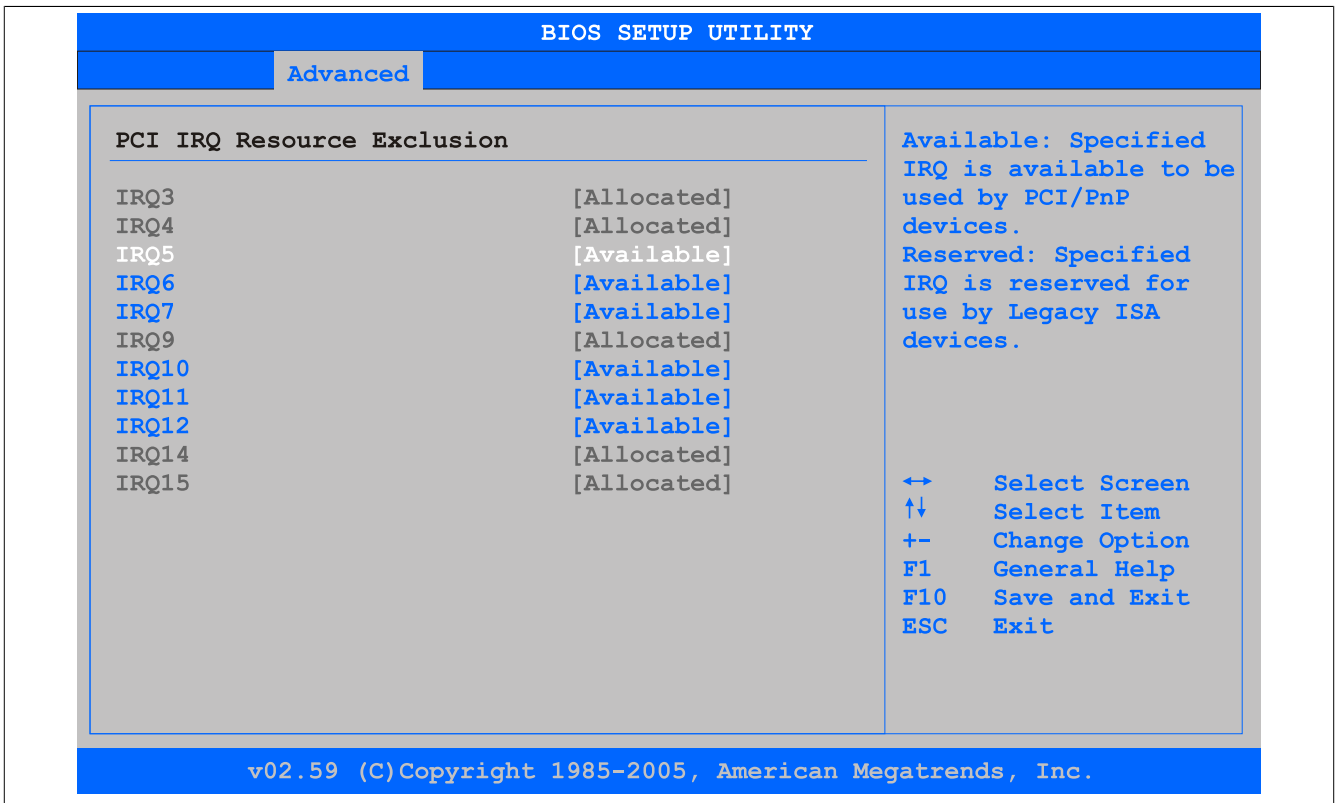 BIOS SETUP UTILITY
Advanced
PCI IRQ Resource Exclusion
IRQ3 [Allocated]
IRQ4 [Allocated]
IRQ5 [Available]
IRQ6 [Available]
IRQ7 [Available]
IRQ9 [Allocated]
IRQ10 [Available]
IRQ11 [Available]
IRQ12 [Available]
IRQ14 [Allocated]
IRQ15 [Allocated]
Available: Specified
IRQ is available to be
used by PCI/PnP
devices.
Reserved: Specified
IRQ is reserved for
use by Legacy ISA
devices.
↔ Select Screen
↑↓ Select Item
+- Change Option
F1 General Help
F10 Save and Exit
ESC Exit
v02.59 (C)Copyright 1985-2005, American Megatrends, Inc.